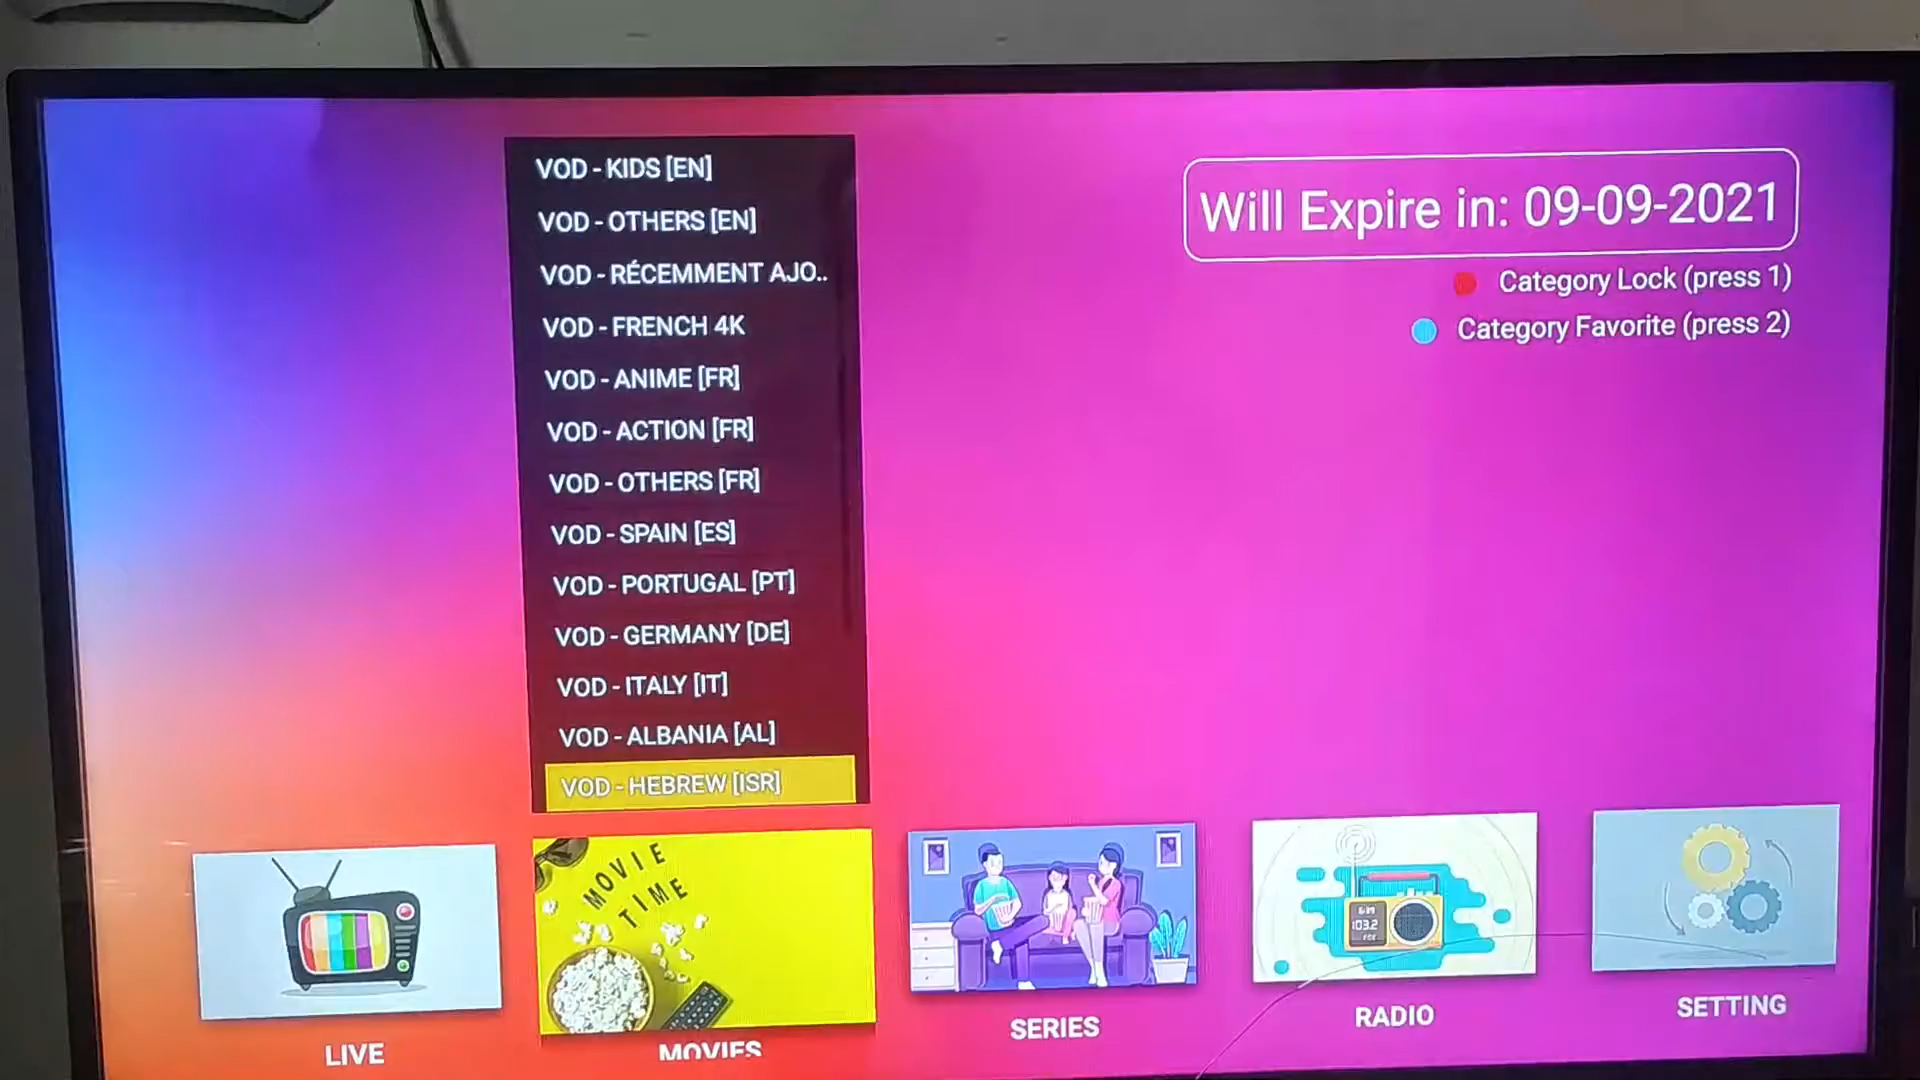 VOD - KIDS [EN]
VOD - OTHERS [EN]
VOD - RÉCEMMENT AJO..
VOD - FRENCH 4K
VOD - ANIME [FR]
VOD - ACTION [FR]
VOD - OTHERS [FR]
VOD - SPAIN [ES]
VOD - PORTUGAL [PT]
VOD - GERMANY [DE]
VOD - ITALY [IT]
VOD - ALBANIA [AL]
VOD - HEBREW [ISR]
Will Expire in: 09-09-2021
Category Lock (press 1)
Category Favorite (press 2)
MOVIE
TIME
103.2
LIVE
MOVIES
SERIES
RADIO
SETTING